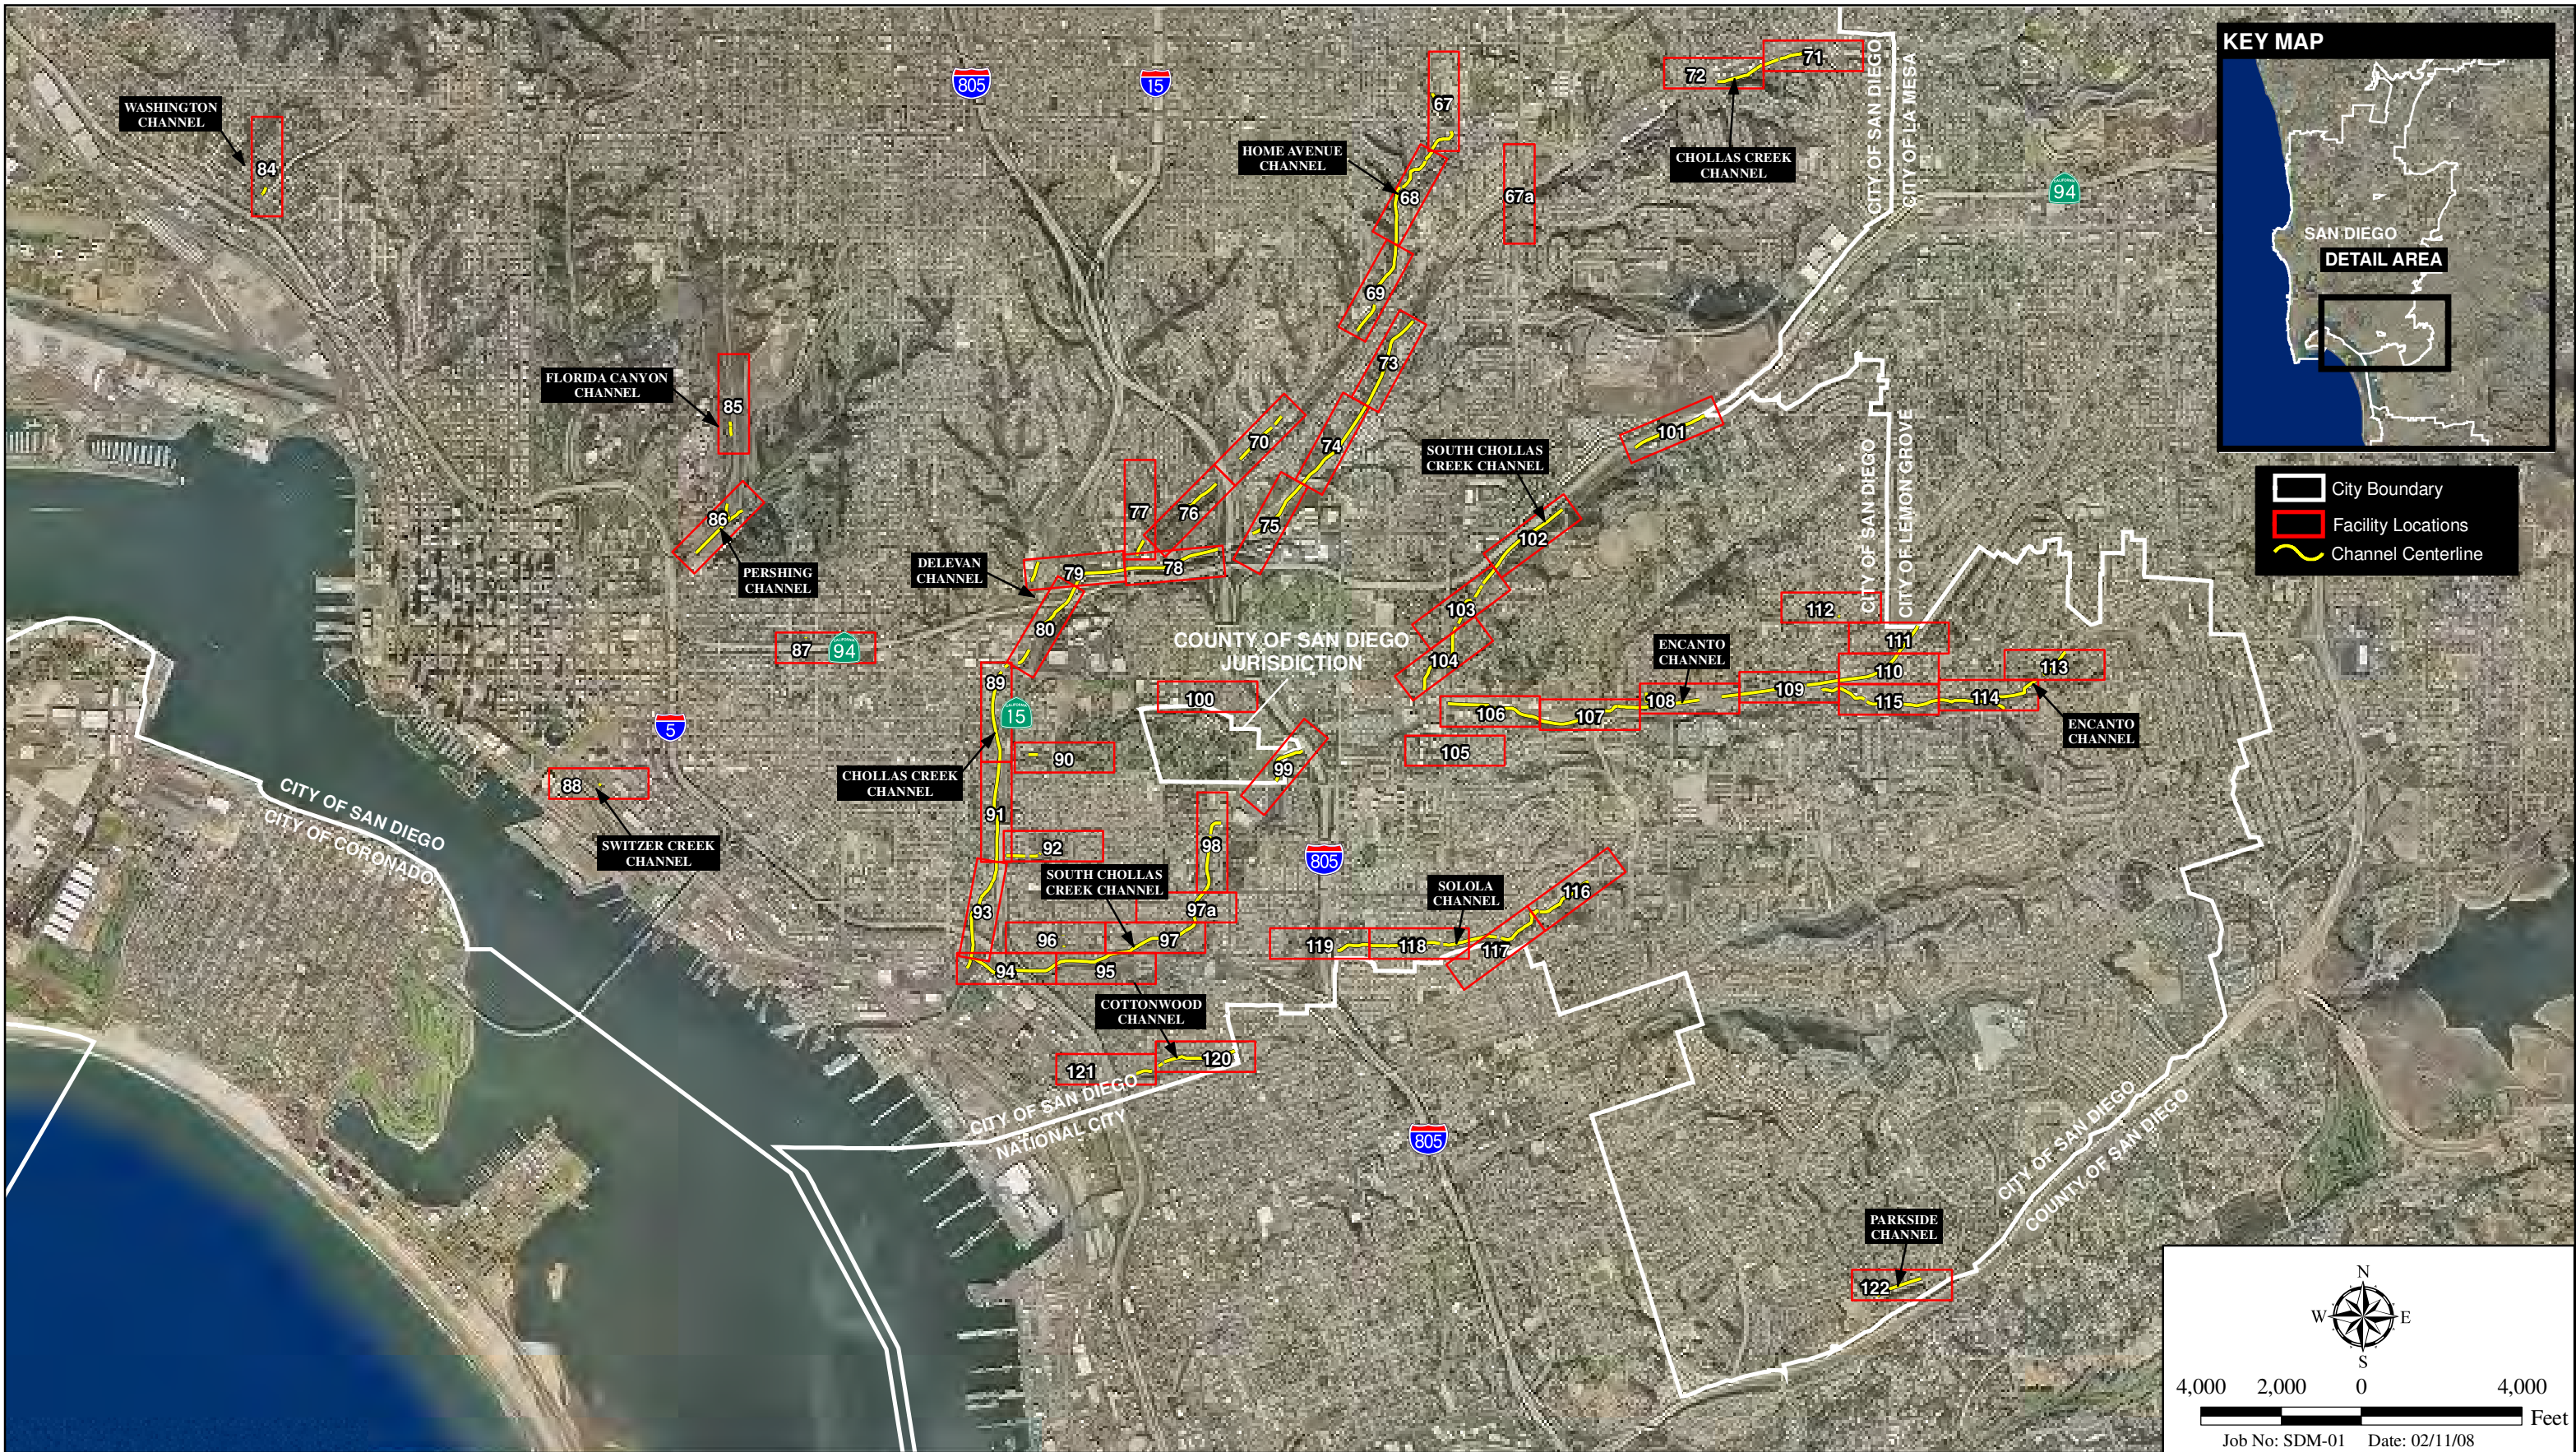 WASHINGTON
CHANNEL
84
805
15
67
HOME AVENUE
CHANNEL
68
67a
69
72
71
CHOLLAS CREEK
CHANNEL
CITY OF SAN DIEGO
CITY OF LA MESA
CALIFORNIA
94
KEY MAP
SAN DIEGO
DETAIL AREA
City Boundary
Facility Locations
Channel Centerline
FLORIDA CANYON
CHANNEL
85
86
PERSHING
CHANNEL
73
70
74
77
76
75
101
SOUTH CHOLLAS
CREEK CHANNEL
102
CITY OF SAN DIEGO
CITY OF LEMON GROVE
DELEVAN
CHANNEL
79
78
80
103
104
112
111
87
CALIFORNIA
94
COUNTY OF SAN DIEGO
JURISDICTION
ENCANTO
CHANNEL
110
113
89
CALIFORNIA
15
100
108
109
115
114
106
107
ENCANTO
CHANNEL
5
105
90
99
CHOLLAS CREEK
CHANNEL
88
SWITZER CREEK
CHANNEL
CITY OF SAN DIEGO
CITY OF CORONADO
91
92
98
805
SOUTH CHOLLAS
CREEK CHANNEL
SOLOLA
CHANNEL
116
93
97a
96
97
119
118
117
94
95
COTTONWOOD
CHANNEL
120
121
CITY OF SAN DIEGO
NATIONAL CITY
805
CITY OF SAN DIEGO
COUNTY OF SAN DIEGO
PARKSIDE
CHANNEL
122
N
W
E
S
4,000 2,000 0 4,000
Feet
Job No: SDM-01 Date: 02/11/08